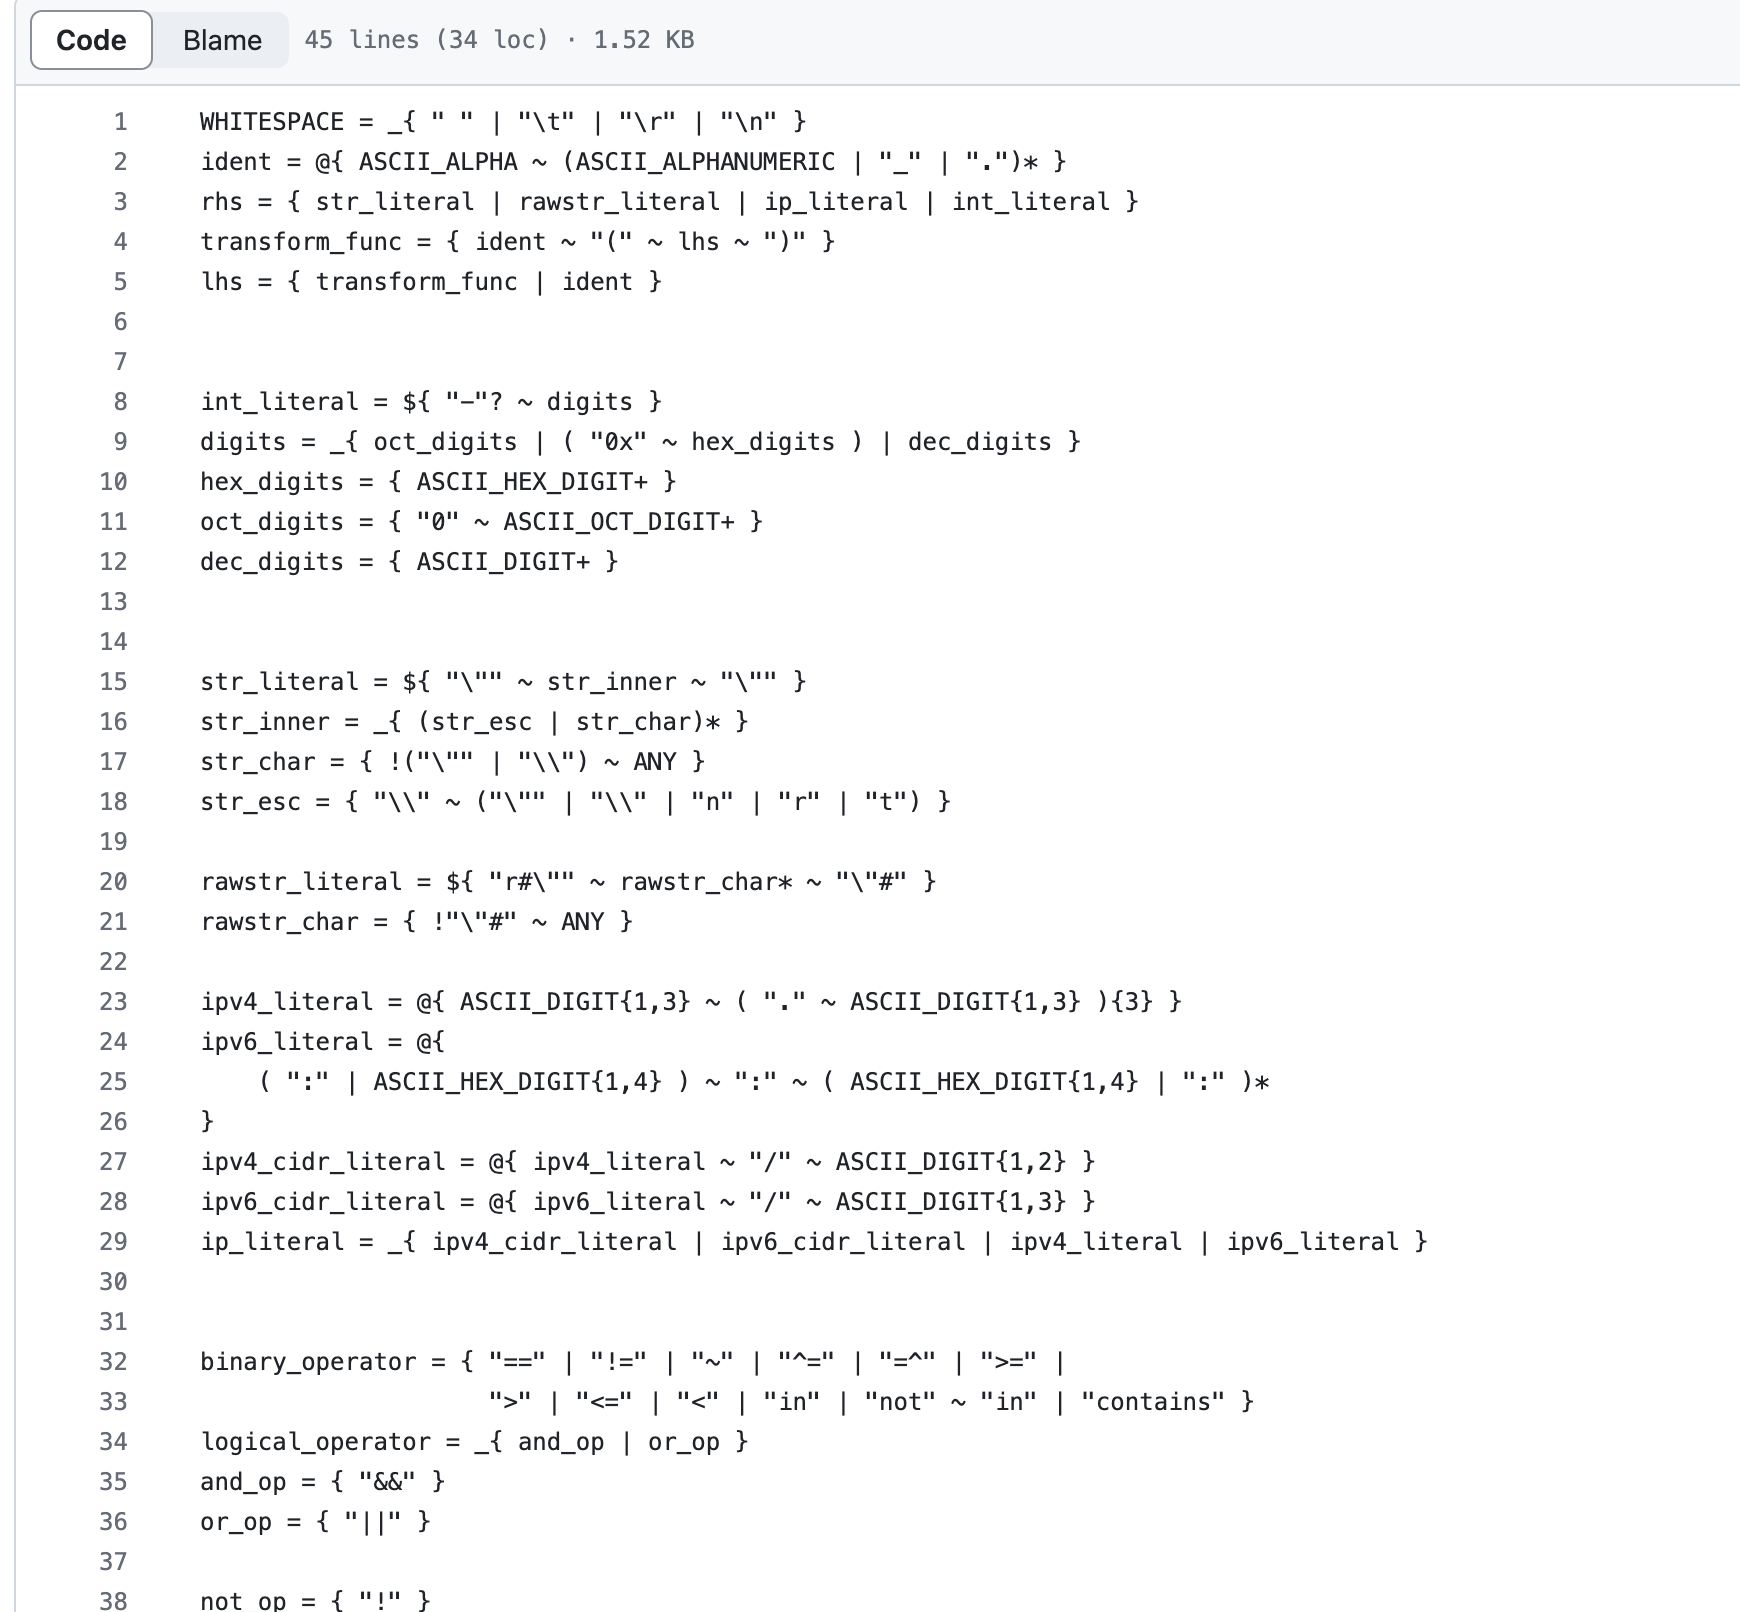 Code Blame 45 lines (34 loc) · 1.52 KB
1 WHITESPACE = _{ " " | "\t" | "\r" | "\n" }
2 ident = @{ ASCII_ALPHA ~ (ASCII_ALPHANUMERIC | "_" | ".")* }
3 rhs = { str_literal | rawstr_literal | ip_literal | int_literal }
4 transform_func = { ident ~ "(" ~ lhs ~ ")" }
5 lhs = { transform_func | ident }
6
7
8 int_literal = ${ "-"? ~ digits }
9 digits = _{ oct_digits | ( "0x" ~ hex_digits ) | dec_digits }
10 hex_digits = { ASCII_HEX_DIGIT+ }
11 oct_digits = { "0" ~ ASCII_OCT_DIGIT+ }
12 dec_digits = { ASCII_DIGIT+ }
13
14
15 str_literal = ${ "\"" ~ str_inner ~ "\"" }
16 str_inner = _{ (str_esc | str_char)* }
17 str_char = { !("\"" | "\\") ~ ANY }
18 str_esc = { "\\" ~ ("\"" | "\\" | "n" | "r" | "t") }
19
20 rawstr_literal = ${ "r#\"" ~ rawstr_char* ~ "\"#" }
21 rawstr_char = { !"\"#" ~ ANY }
22
23 ipv4_literal = @{ ASCII_DIGIT{1,3} ~ ( "." ~ ASCII_DIGIT{1,3} ){3} }
24 ipv6_literal = @{
25     ( ":" | ASCII_HEX_DIGIT{1,4} ) ~ ":" ~ ( ASCII_HEX_DIGIT{1,4} | ":" )*
26 }
27 ipv4_cidr_literal = @{ ipv4_literal ~ "/" ~ ASCII_DIGIT{1,2} }
28 ipv6_cidr_literal = @{ ipv6_literal ~ "/" ~ ASCII_DIGIT{1,3} }
29 ip_literal = _{ ipv4_cidr_literal | ipv6_cidr_literal | ipv4_literal | ipv6_literal }
30
31
32 binary_operator = { "==" | "!=" | "~" | "^=" | "=^" | ">=" |
33                     ">" | "<=" | "<" | "in" | "not" ~ "in" | "contains" }
34 logical_operator = _{ and_op | or_op }
35 and_op = { "&&" }
36 or_op = { "||" }
37
38 not_op = { "!" }